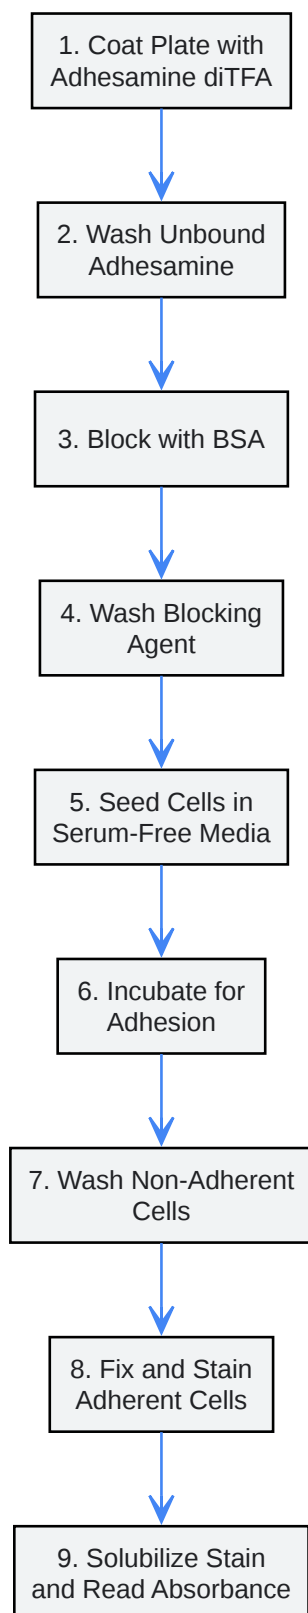 1. Coat Plate with
Adhesamine diTFA
2. Wash Unbound
Adhesamine
3. Block with BSA
4. Wash Blocking
Agent
5. Seed Cells in
Serum-Free Media
6. Incubate for
Adhesion
7. Wash Non-Adherent
Cells
8. Fix and Stain
Adherent Cells
9. Solubilize Stain
and Read Absorbance